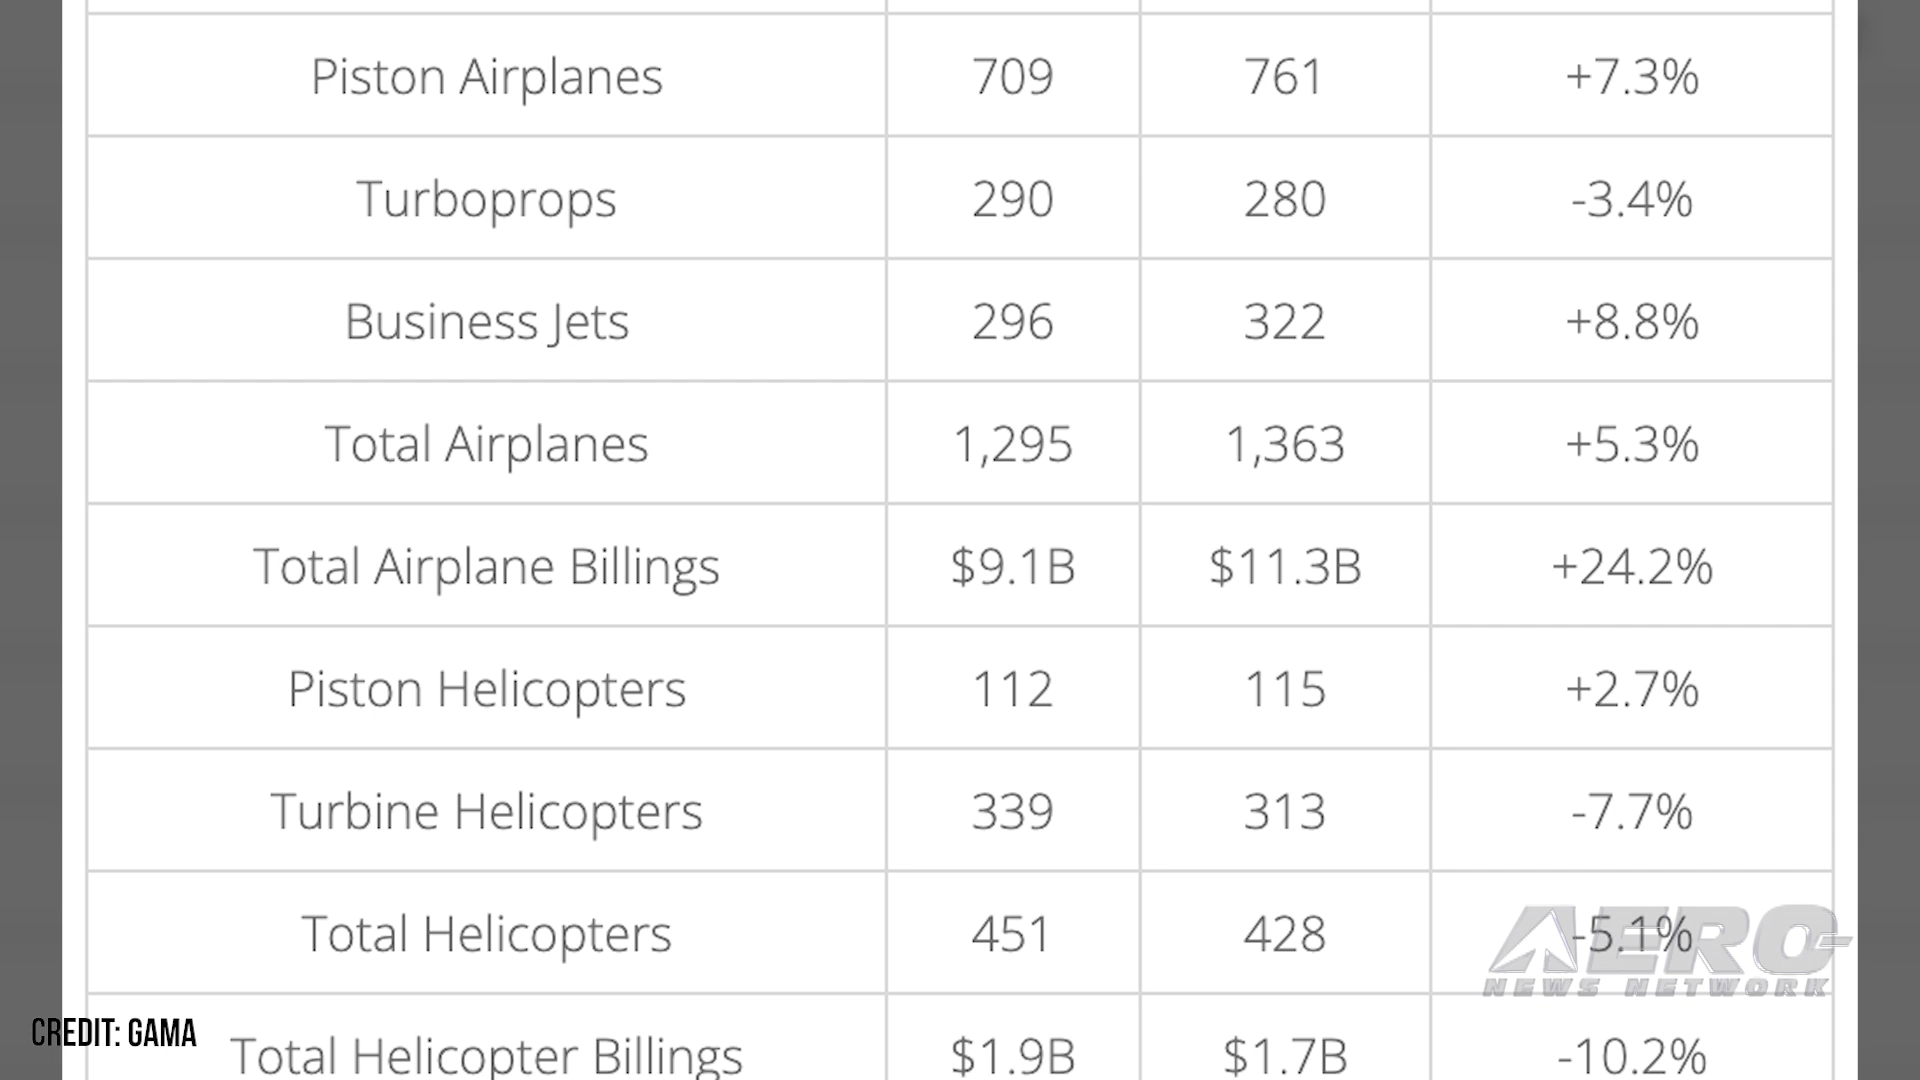 Piston Airplanes 709 761 +7.3%
Turboprops 290 280 -3.4%
Business Jets 296 322 +8.8%
Total Airplanes 1,295 1,363 +5.3%
Total Airplane Billings $9.1B $11.3B +24.2%
Piston Helicopters 112 115 +2.7%
Turbine Helicopters 339 313 -7.7%
Total Helicopters 451 428 -5.1%
AERO-
NEWS NETWORK
CREDIT: GAMA
Total Helicopter Billings $1.9B $1.7B -10.2%